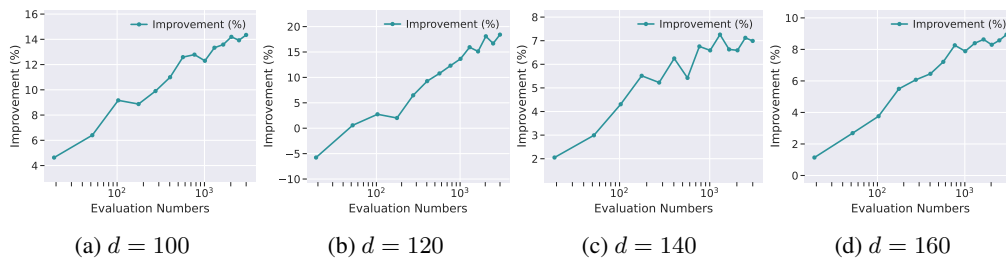 Improvement (%)
16
14
12
10
8
6
4
10²
10³
Improvement (%)
Evaluation Numbers
(a) d = 100
Improvement (%)
20
15
10
5
0
−5
−10
10²
10³
Improvement (%)
Evaluation Numbers
(b) d = 120
Improvement (%)
8
7
6
5
4
3
2
10²
10³
Improvement (%)
Evaluation Numbers
(c) d = 140
Improvement (%)
10
8
6
4
2
0
10²
10³
Improvement (%)
Evaluation Numbers
(d) d = 160